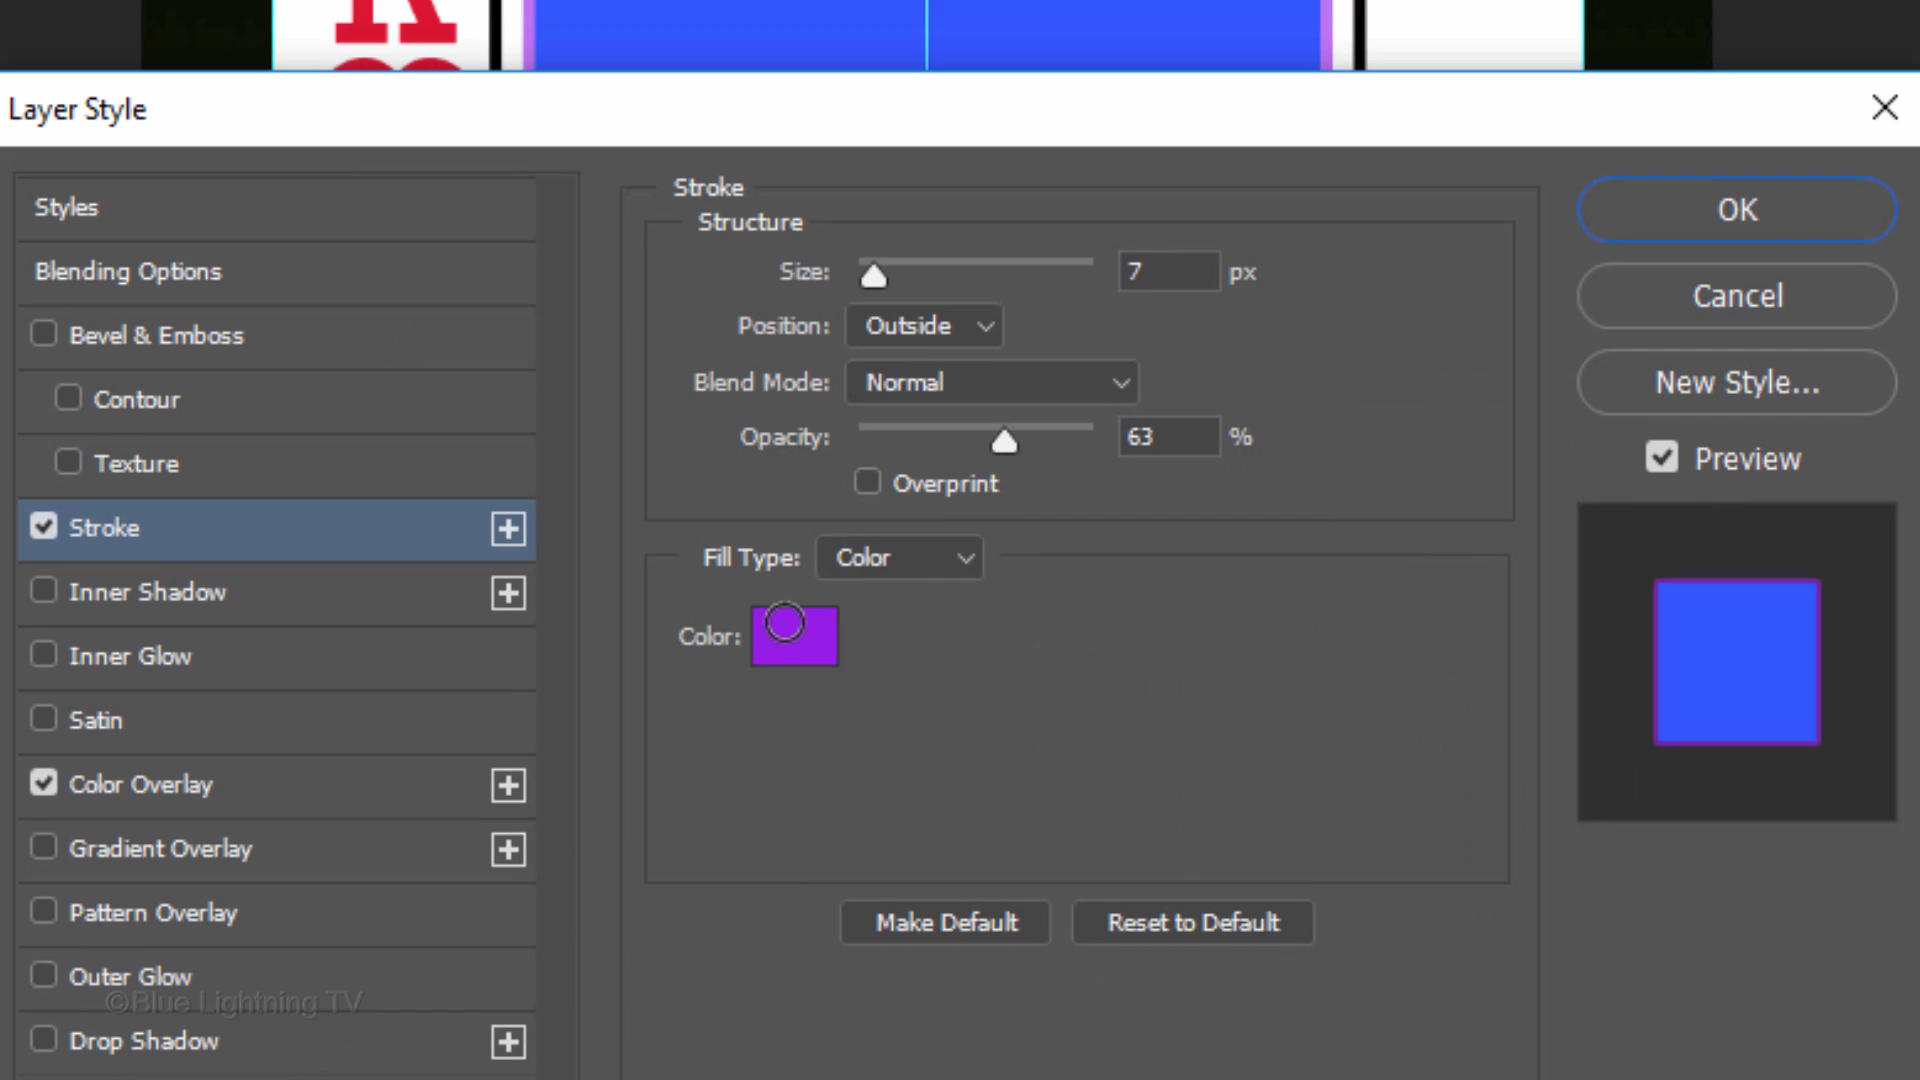 Layer Style
Styles
Blending Options
Bevel & Emboss
Contour
Texture
Stroke
Inner Shadow
Inner Glow
Satin
Color Overlay
Gradient Overlay
Pattern Overlay
Outer Glow
©Blue Lightning TV
Drop Shadow
Stroke
Structure
Size: 7 px
Position: Outside
Blend Mode: Normal
Opacity: 63 %
Overprint
Fill Type: Color
Color:
Make Default Reset to Default
OK
Cancel
New Style...
Preview